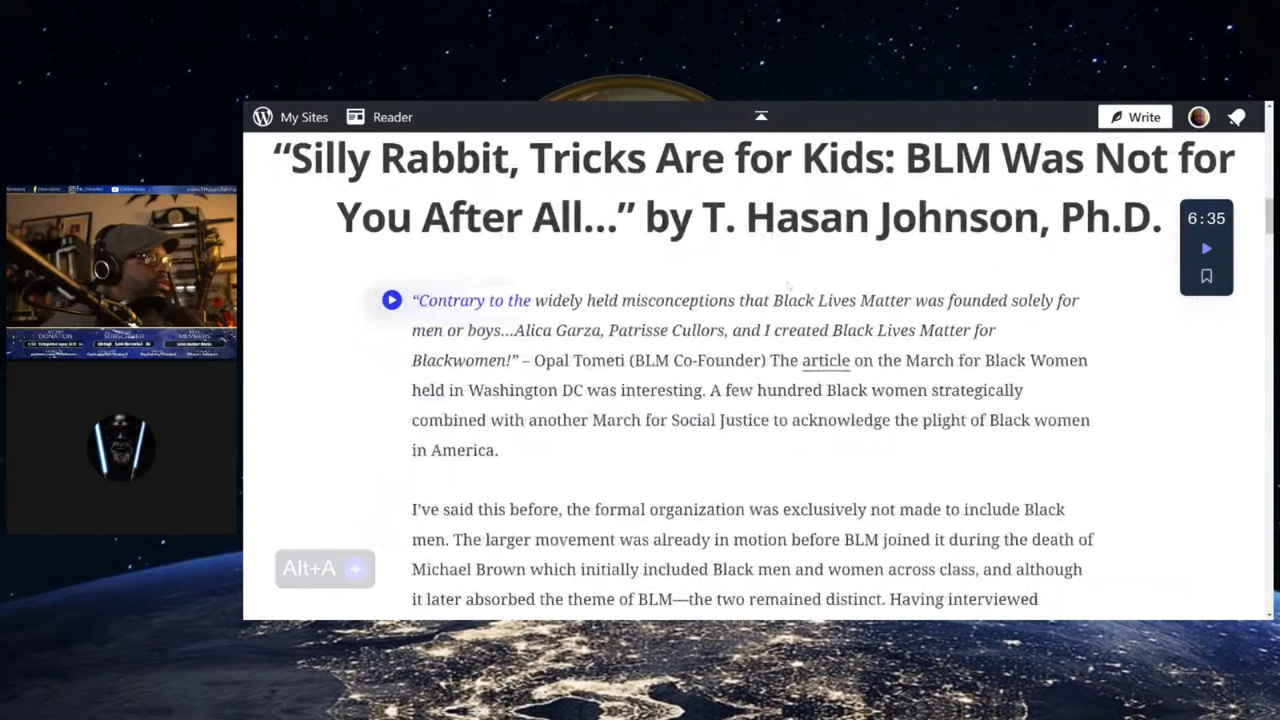 My Sites
Reader
Write
“Silly Rabbit, Tricks Are for Kids: BLM Was Not for
You After All...” by T. Hasan Johnson, Ph.D.
6:35
“Contrary to the widely held misconceptions that Black Lives Matter was founded solely for
men or boys...Alica Garza, Patrisse Cullors, and I created Black Lives Matter for
Blackwomen!” – Opal Tometi (BLM Co-Founder) The article on the March for Black Women
held in Washington DC was interesting. A few hundred Black women strategically
combined with another March for Social Justice to acknowledge the plight of Black women
in America.
I’ve said this before, the formal organization was exclusively not made to include Black
men. The larger movement was already in motion before BLM joined it during the death of
Michael Brown which initially included Black men and women across class, and although
it later absorbed the theme of BLM—the two remained distinct. Having interviewed
Alt+A
DONATION
SUBSCRIBER
MEMBERS